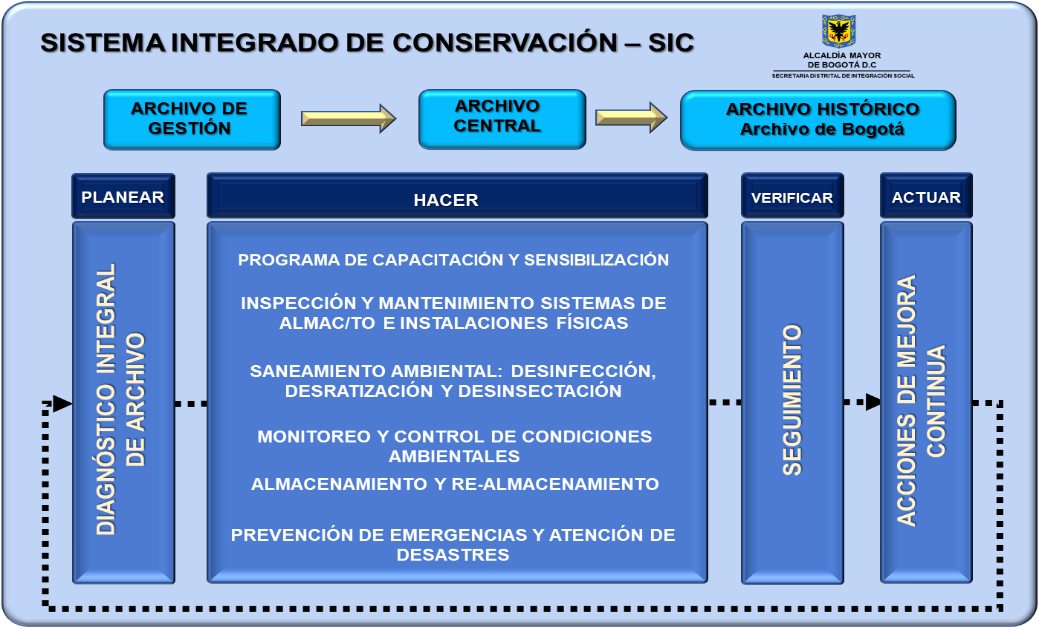 SISTEMA INTEGRADO DE CONSERVACIÓN – SIC
ALCALDÍA MAYOR
DE BOGOTÁ D.C
SECRETARIA DISTRITAL DE INTEGRACIÓN SOCIAL
ARCHIVO DE
GESTIÓN
ARCHIVO
CENTRAL
ARCHIVO HISTÓRICO
Archivo de Bogotá
PLANEAR
HACER
VERIFICAR
ACTUAR
DIAGNÓSTICO INTEGRAL
DE ARCHIVO
PROGRAMA DE CAPACITACIÓN Y SENSIBILIZACIÓN
INSPECCIÓN Y MANTENIMIENTO SISTEMAS DE
ALMAC/TO E INSTALACIONES FÍSICAS
SANEAMIENTO AMBIENTAL: DESINFECCIÓN,
DESRATIZACIÓN Y DESINSECTACIÓN
MONITOREO Y CONTROL DE CONDICIONES
AMBIENTALES
ALMACENAMIENTO Y RE-ALMACENAMIENTO
PREVENCIÓN DE EMERGENCIAS Y ATENCIÓN DE
DESASTRES
SEGUIMIENTO
ACCIONES DE MEJORA
CONTINUA